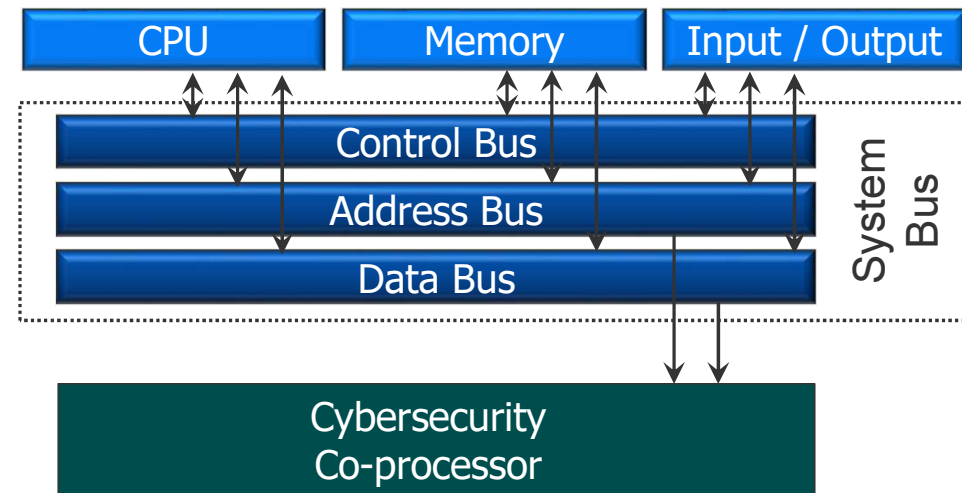 CPU
Memory
Input / Output
Control Bus
Address Bus
Data Bus
System
Bus
Cybersecurity
Co-processor